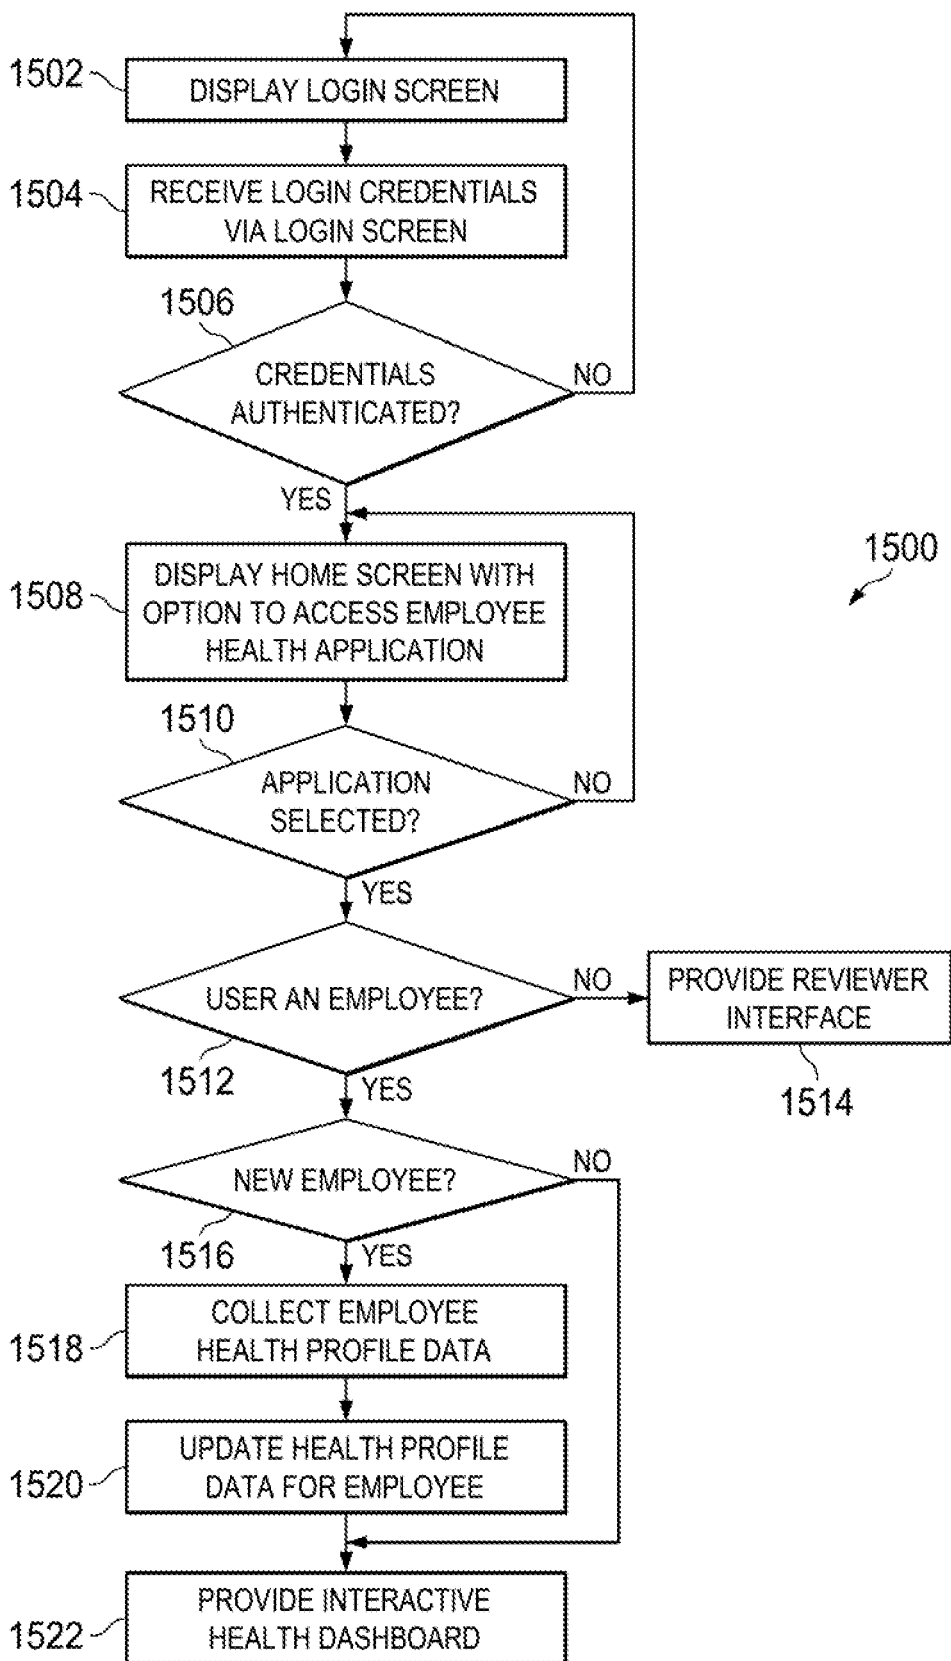 1502
DISPLAY LOGIN SCREEN
1504
RECEIVE LOGIN CREDENTIALS
VIA LOGIN SCREEN
1506
CREDENTIALS
AUTHENTICATED?
NO
YES
1500
1508
DISPLAY HOME SCREEN WITH
OPTION TO ACCESS EMPLOYEE
HEALTH APPLICATION
1510
APPLICATION
SELECTED?
NO
YES
USER AN EMPLOYEE?
NO
PROVIDE REVIEWER
INTERFACE
1512
YES
1514
NEW EMPLOYEE?
NO
1516
YES
1518
COLLECT EMPLOYEE
HEALTH PROFILE DATA
1520
UPDATE HEALTH PROFILE
DATA FOR EMPLOYEE
1522
PROVIDE INTERACTIVE
HEALTH DASHBOARD